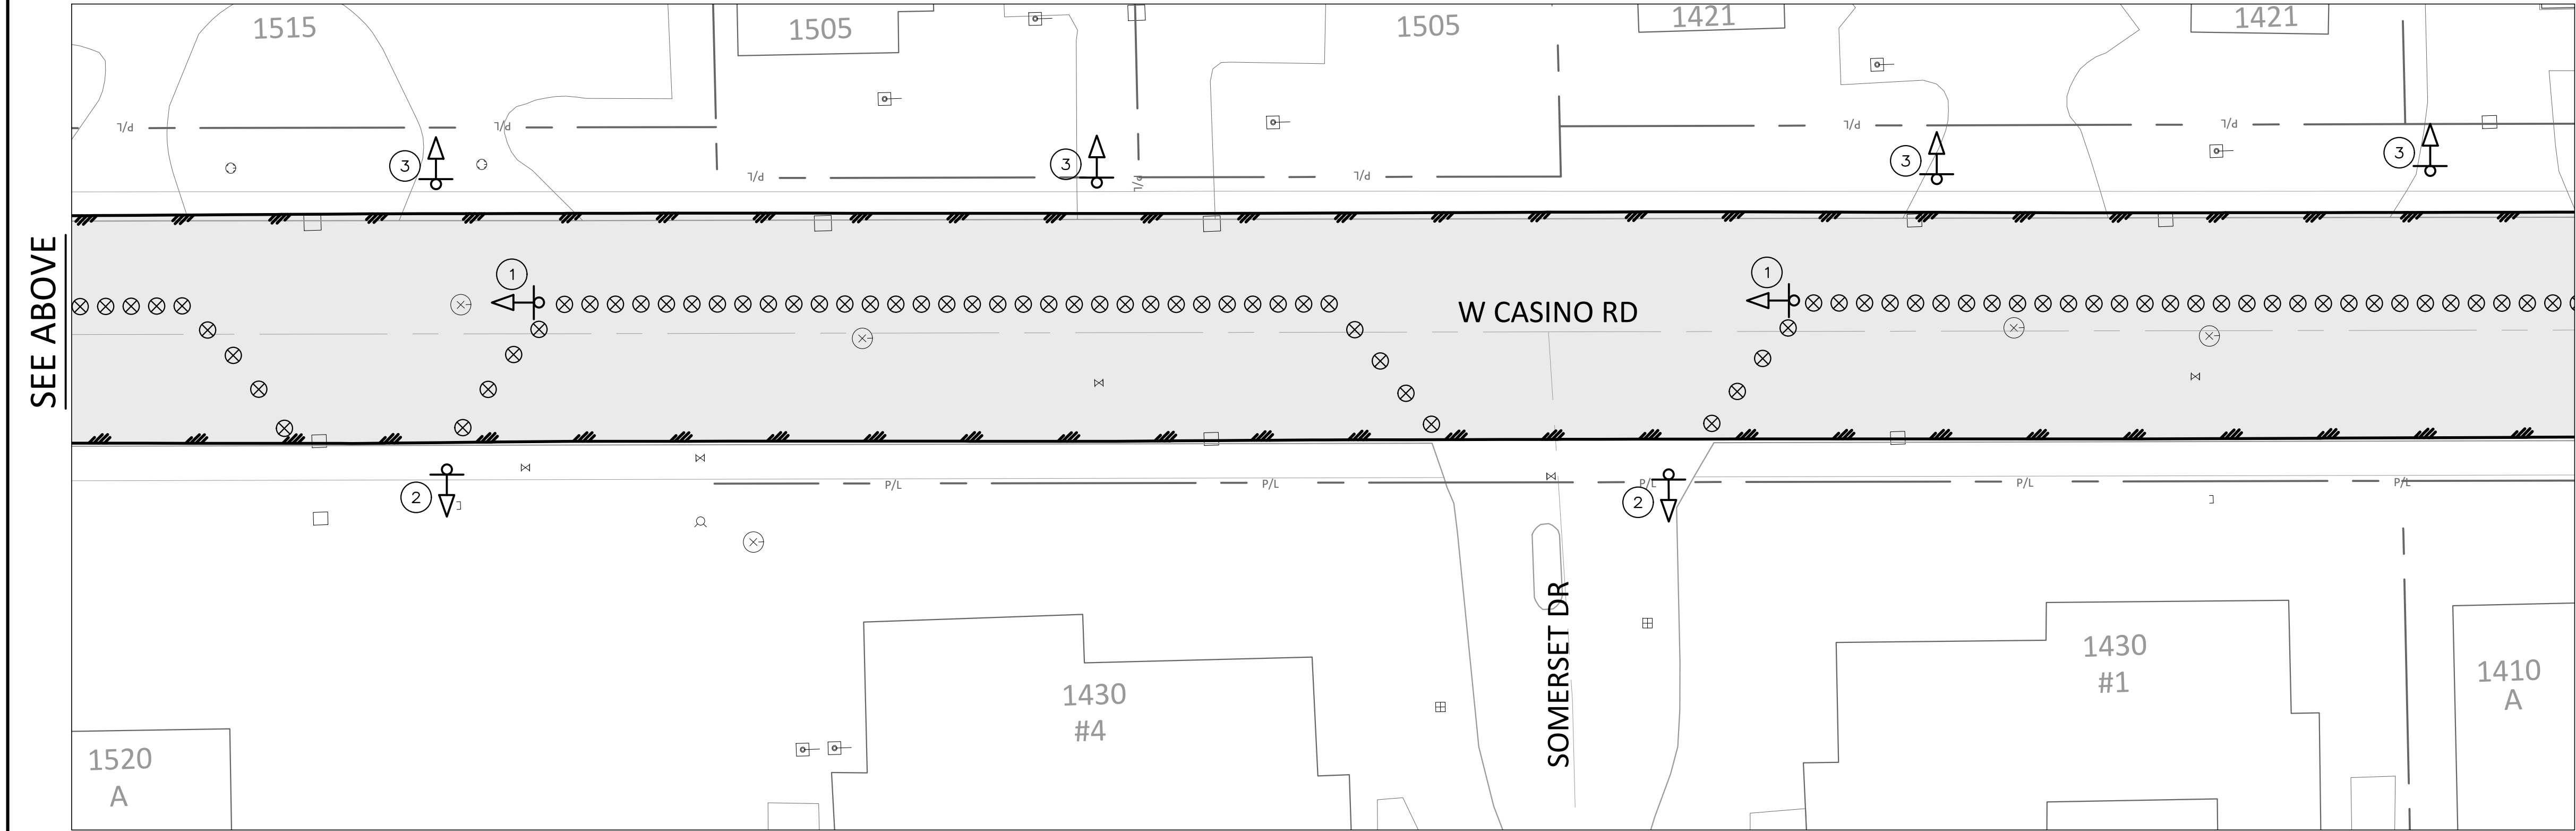 1515
1505
1505
1421
1421
P/L
P/L
P/L
P/L
3
3
3
3
P/L
P/L
P/L
SEE ABOVE
1
1
W CASINO RD
2
2
P/L
P/L
P/L
P/L
P/L
SOMERSET DR
1430
#4
1430
#1
1410
A
1520
A